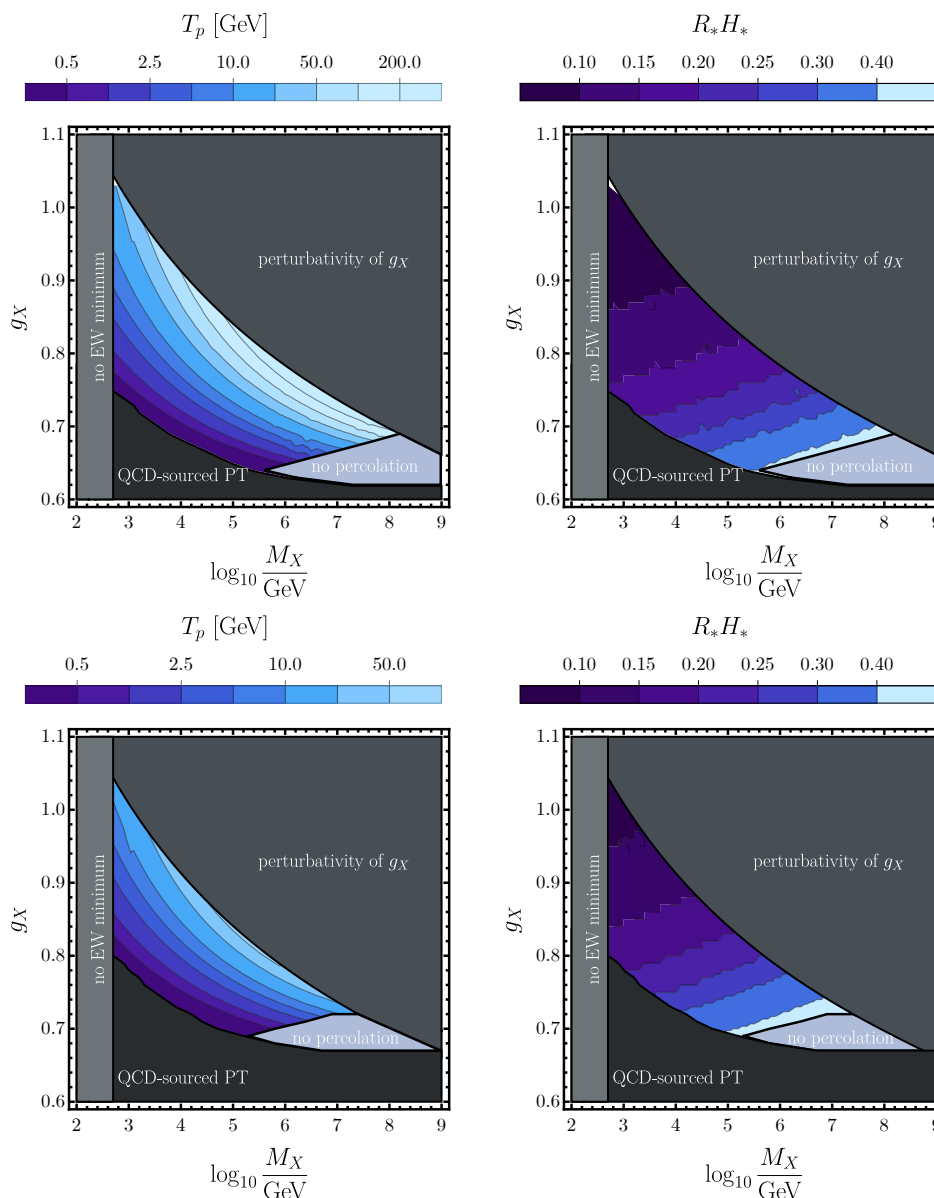 T_p [GeV]
0.5 2.5 10.0 50.0 200.0
R_*H_*
0.10 0.15 0.20 0.25 0.30 0.40
1.1
1.0
0.9
0.8
0.7
0.6
g_X
no EW minimum
perturbativity of g_X
QCD-sourced PT
no percolation
2 3 4 5 6 7 8 9
log_10 M_X/GeV
1.1
1.0
0.9
0.8
0.7
0.6
g_X
no EW minimum
perturbativity of g_X
QCD-sourced PT
no percolation
2 3 4 5 6 7 8 9
log_10 M_X/GeV
T_p [GeV]
0.5 2.5 10.0 50.0
R_*H_*
0.10 0.15 0.20 0.25 0.30 0.40
1.1
1.0
0.9
0.8
0.7
0.6
g_X
no EW minimum
perturbativity of g_X
no percolation
QCD-sourced PT
2 3 4 5 6 7 8 9
log_10 M_X/GeV
1.1
1.0
0.9
0.8
0.7
0.6
g_X
no EW minimum
perturbativity of g_X
no percolation
QCD-sourced PT
2 3 4 5 6 7 8 9
log_10 M_X/GeV